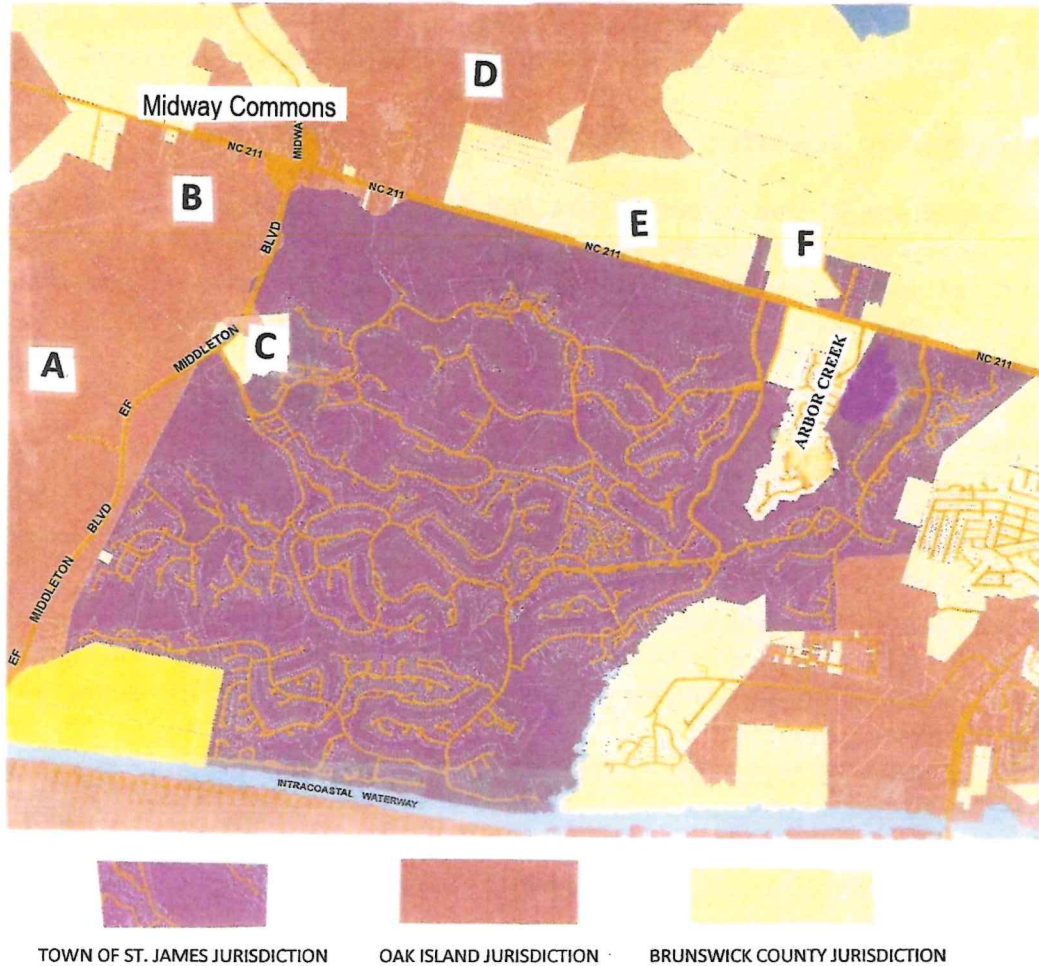 D
Midway Commons
MIDWA
NC 211
B
NC 211
E
NC 211
F
BLVD
MIDDLETON
C
A
EF
NC 211
ARBOR CREEK
BLVD
MIDDLETON
EF
INTRACOASTAL WATERWAY
TOWN OF ST. JAMES JURISDICTION
OAK ISLAND JURISDICTION
BRUNSWICK COUNTY JURISDICTION